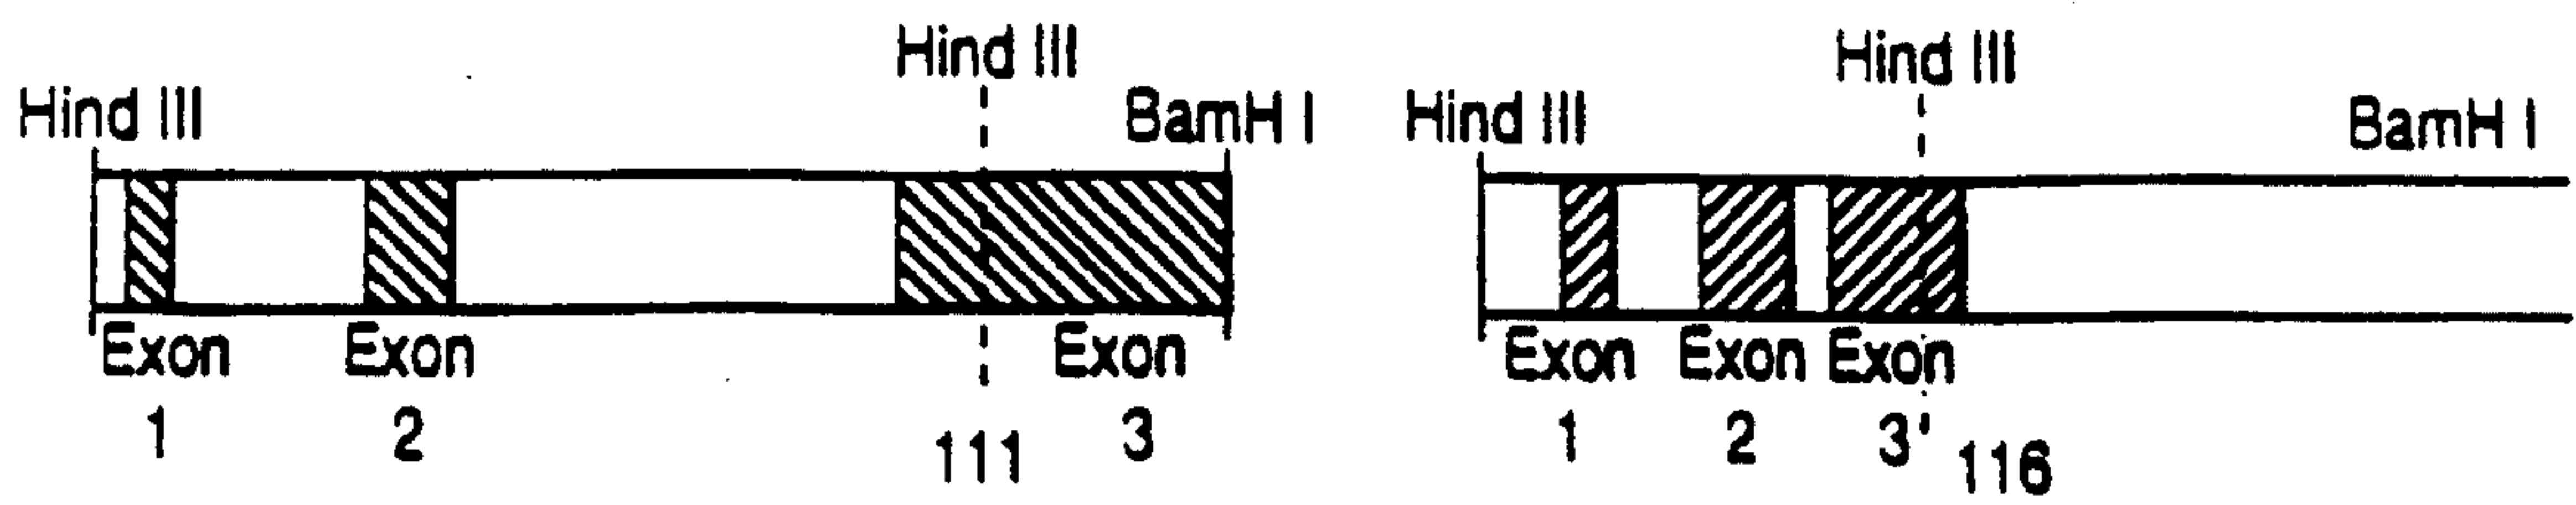 Hind III
Hind III
BamH I
Exon
1
Exon
2
111
Exon
3
Hind III
Hind III
BamH I
Exon
1
Exon
2
Exon
3'
116